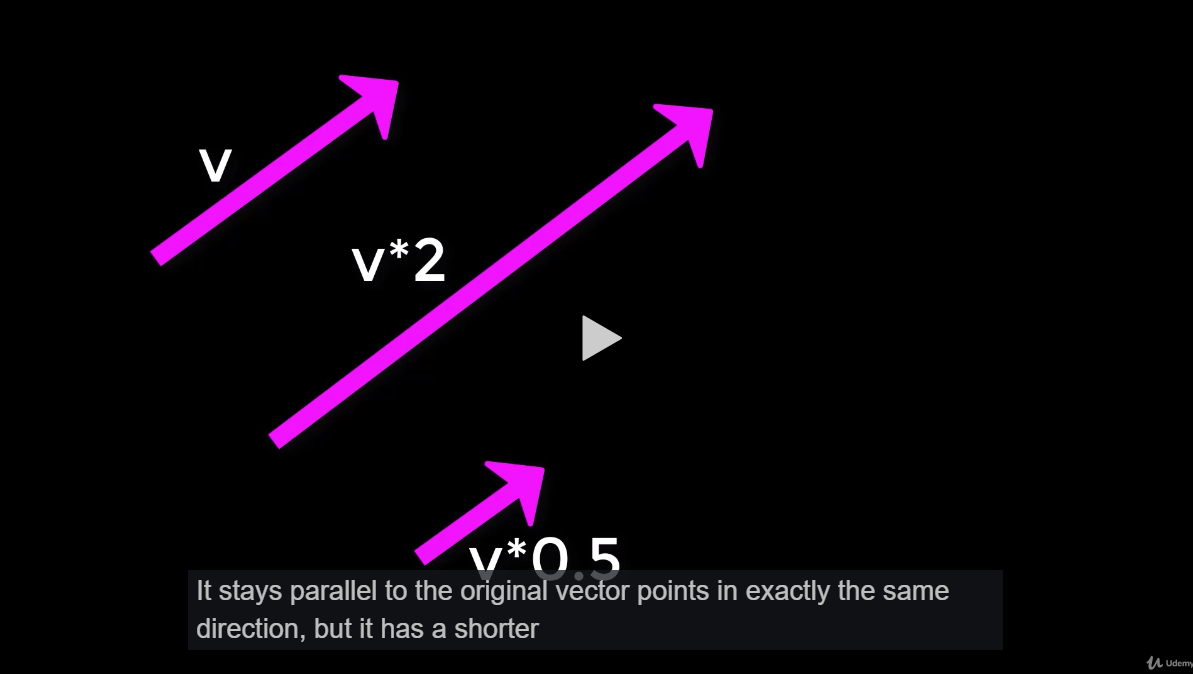 v
v*2
v*0.5
It stays parallel to the original vector points in exactly the same
direction, but it has a shorter
Udemy